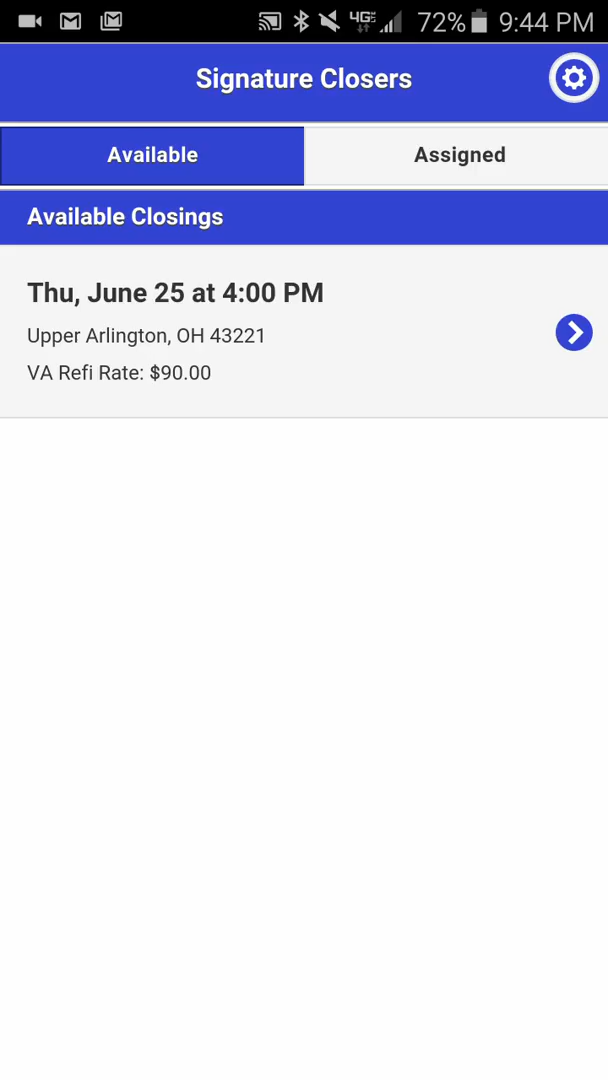 72% 9:44 PM
Signature Closers
Available
Assigned
Available Closings
Thu, June 25 at 4:00 PM
Upper Arlington, OH 43221
VA Refi Rate: $90.00